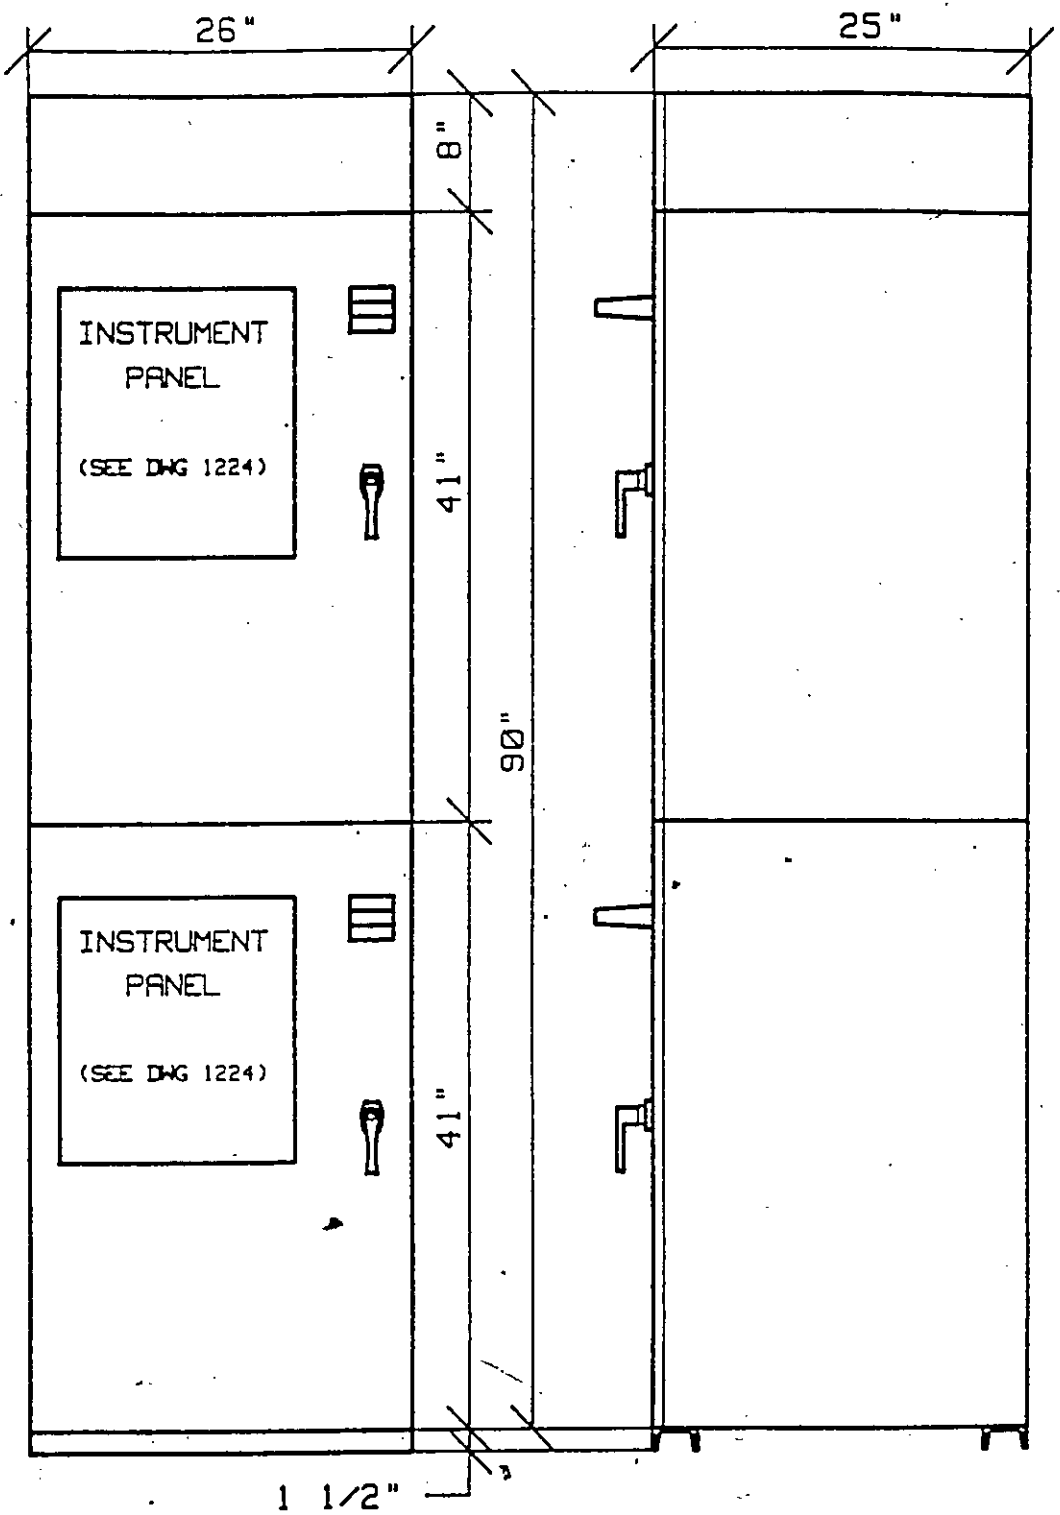 26"
25"
8"
INSTRUMENT
PANEL
(SEE DWG 1224)
41"
90"
INSTRUMENT
PANEL
(SEE DWG 1224)
41"
1 1/2"